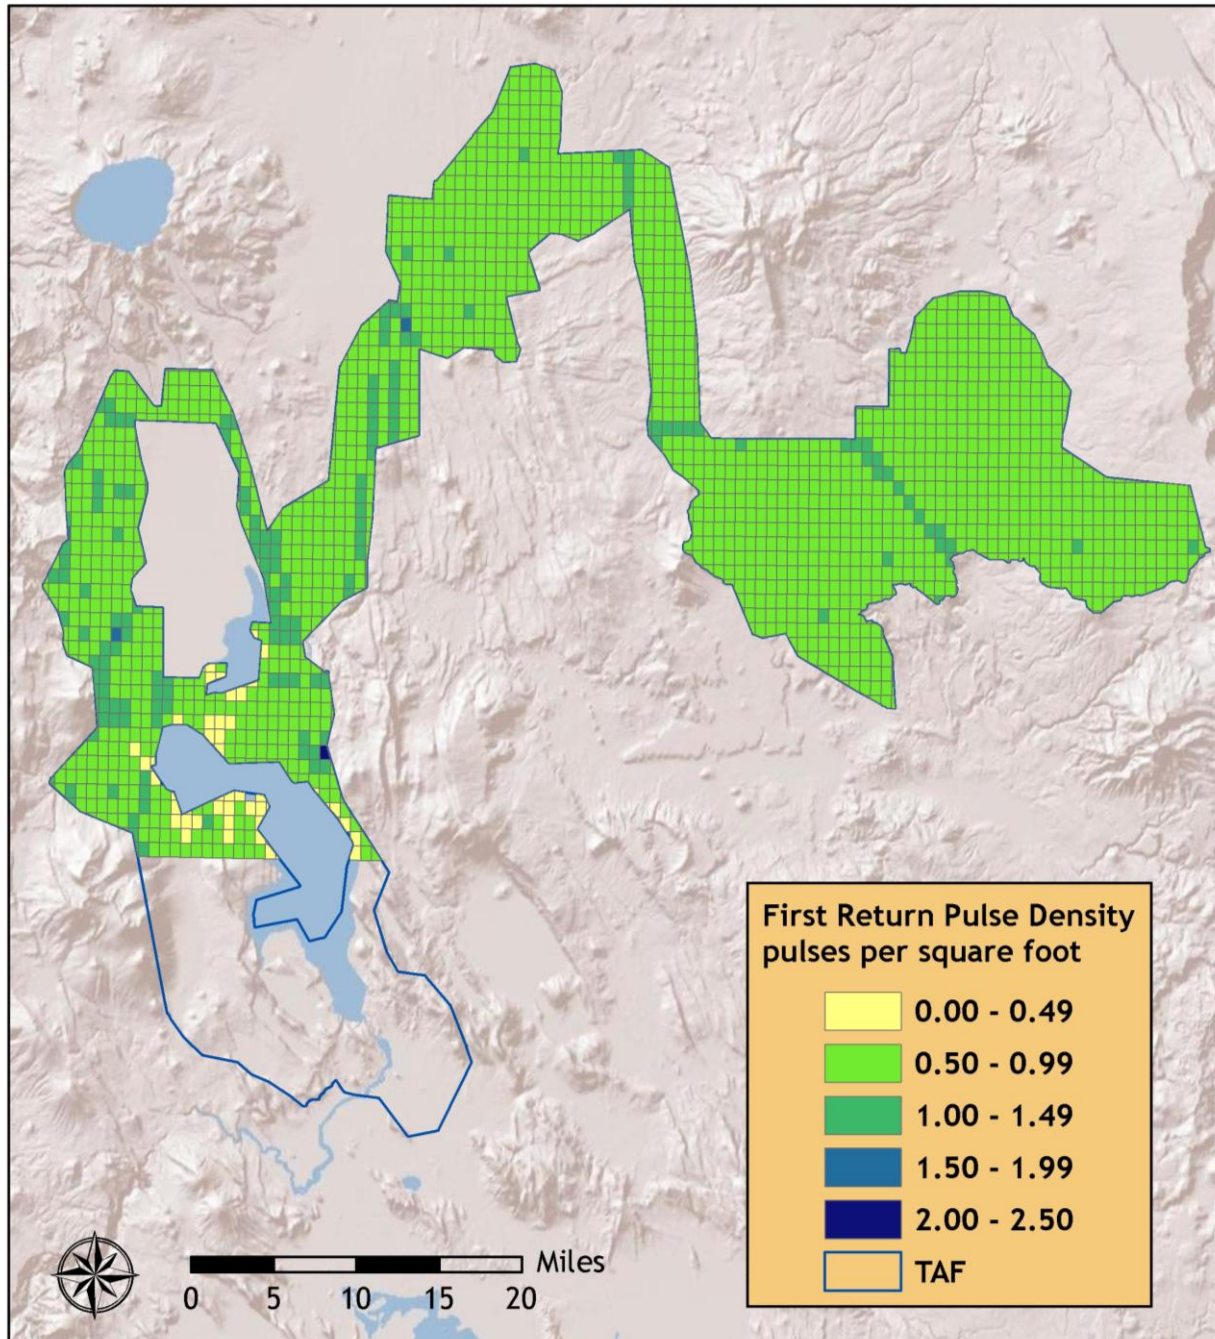 First Return Pulse Density
pulses per square foot
0.00 - 0.49
0.50 - 0.99
1.00 - 1.49
1.50 - 1.99
2.00 - 2.50
TAF
Miles
0 5 10 15 20